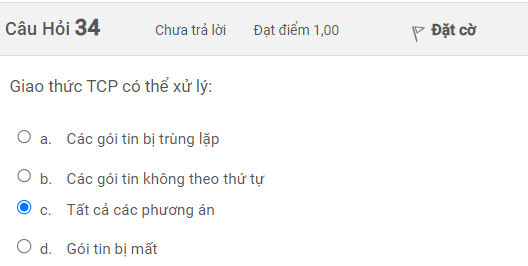 Câu Hỏi 34 Chưa trả lời Đạt điểm 1,00 Đặt cờ
Giao thức TCP có thể xử lý:
a. Các gói tin bị trùng lặp
b. Các gói tin không theo thứ tự
c. Tất cả các phương án
d. Gói tin bị mất